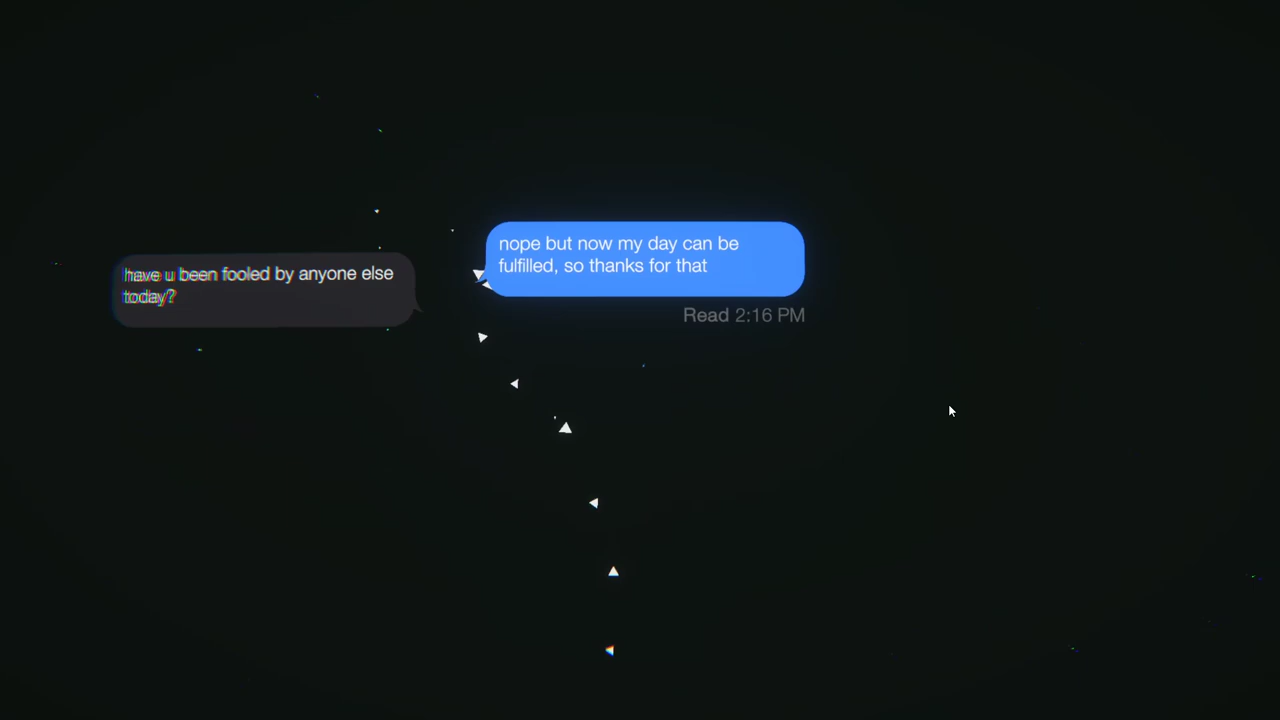 have u been fooled by anyone else
today?
nope but now my day can be
fulfilled, so thanks for that
Read 2:16 PM